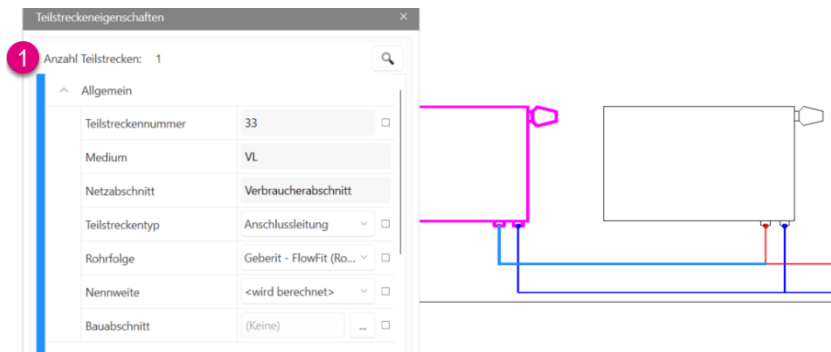 Teilstreckeneigenschaften ×
1
Anzahl Teilstrecken: 1
Allgemein
Teilstreckennummer 33
Medium VL
Netzabschnitt Verbraucherabschnitt
Teilstreckentyp Anschlussleitung
Rohrfolge Geberit - FlowFit (Ro...
Nennweite <wird berechnet>
Bauabschnitt (Keine) ...